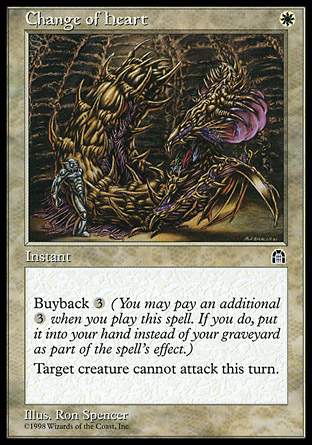 Change of Heart
Instant
Buyback 3 (You may pay an additional
3 when you play this spell. If you do, put
it into your hand instead of your graveyard
as part of the spell's effect.)
Target creature cannot attack this turn.
Illus. Ron Spencer
©1998 Wizards of the Coast, Inc.